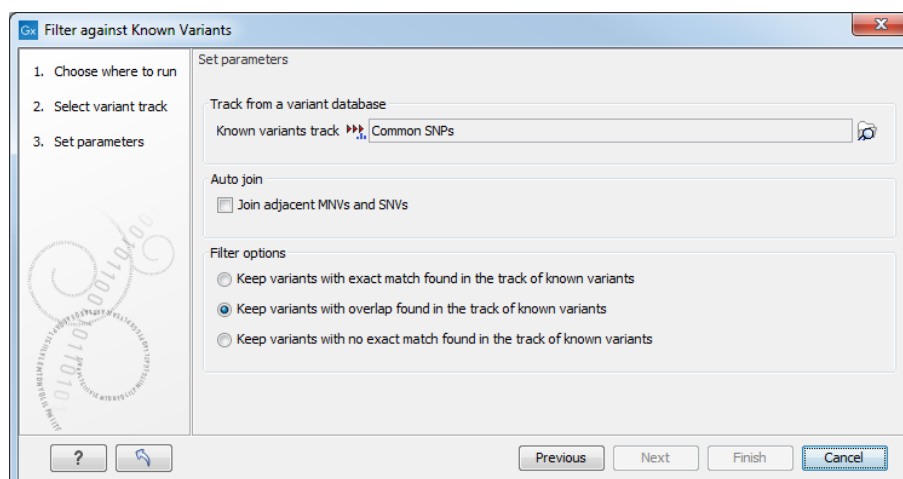 Gx Filter against Known Variants
1. Choose where to run
2. Select variant track
3. Set parameters
Set parameters
Track from a variant database
Known variants track Common SNPs
Auto join
Join adjacent MNVs and SNVs
Filter options
Keep variants with exact match found in the track of known variants
Keep variants with overlap found in the track of known variants
Keep variants with no exact match found in the track of known variants
? Previous Next Finish Cancel